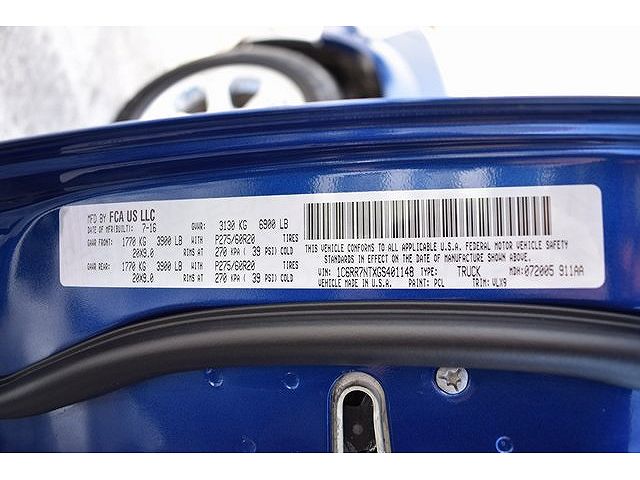 MFD BY FCA US LLC
DATE OF MFR(BUILT): 7-16 GVWR: 3130 KG 6900 LB
GAWR FRONT: 1770 KG 3900 LB WITH P275/60R20 TIRES
20X9.0 RIMS AT 270 KPA ( 39 PSI) COLD
GAWR REAR: 1770 KG 3900 LB WITH P275/60R20 TIRES
20X9.0 RIMS AT 270 KPA ( 39 PSI) COLD
THIS VEHICLE CONFORMS TO ALL APPLICABLE U.S.A. FEDERAL MOTOR VEHICLE SAFETY
STANDARDS IN EFFECT ON THE DATE OF MANUFACTURE SHOWN ABOVE.
VIN: 1C6RR7NTXGS401148 TYPE: TRUCK MDH:072005 911AA
VEHICLE MADE IN U.S.A. PAINT: PCL TRIM: VLX9